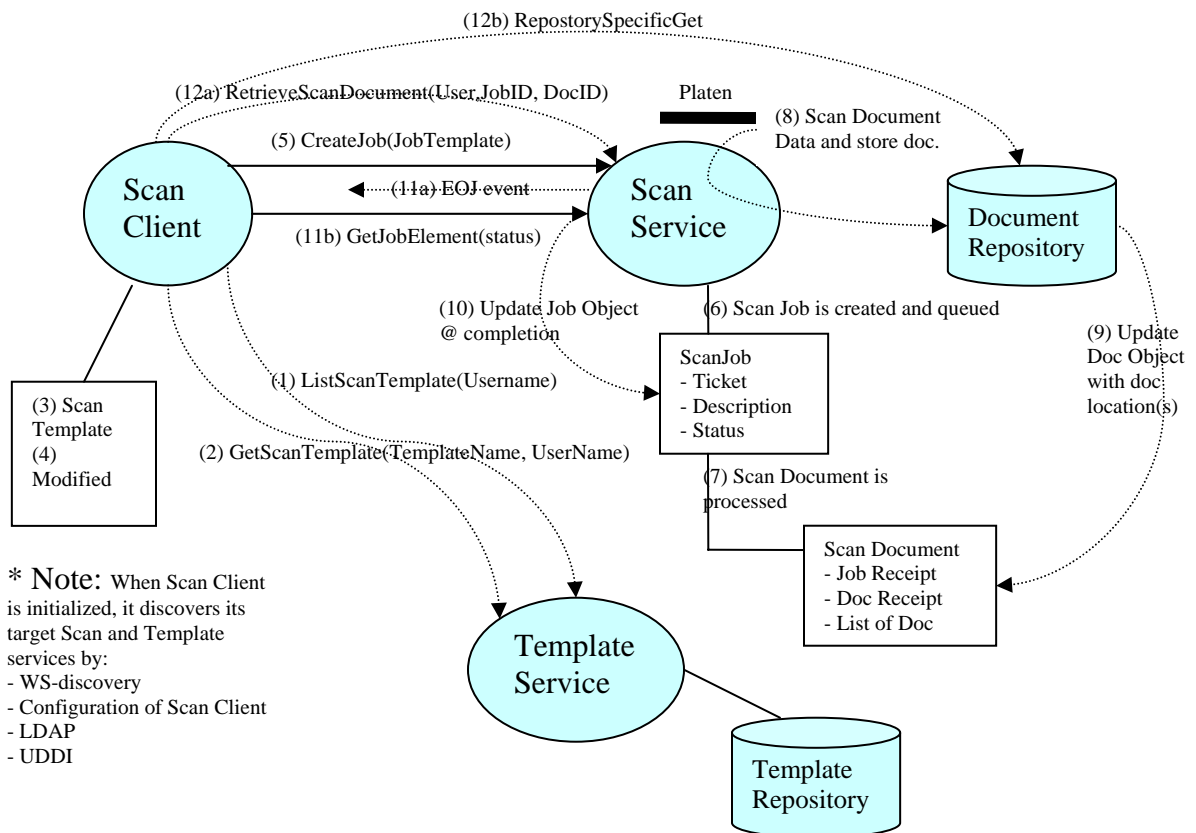 (12b) RepostorySpecificGet
(12a) RetrieveScanDocument(User,JobID, DocID)
Platen
(8) Scan Document
Data and store doc.
(5) CreateJob(JobTemplate)
Scan
Client
(11a) EOJ event
Scan
Service
(11b) GetJobElement(status)
Document
Repository
(10) Update Job Object
@ completion
(6) Scan Job is created and queued
(9) Update
Doc Object
with doc
location(s)
ScanJob
- Ticket
- Description
- Status
(1) ListScanTemplate(Username)
(3) Scan
Template
(4)
Modified
(2) GetScanTemplate(TemplateName, UserName)
(7) Scan Document is
processed
Scan Document
- Job Receipt
- Doc Receipt
- List of Doc
* Note: When Scan Client
is initialized, it discovers its
target Scan and Template
services by:
- WS-discovery
- Configuration of Scan Client
- LDAP
- UDDI
Template
Service
Template
Repository